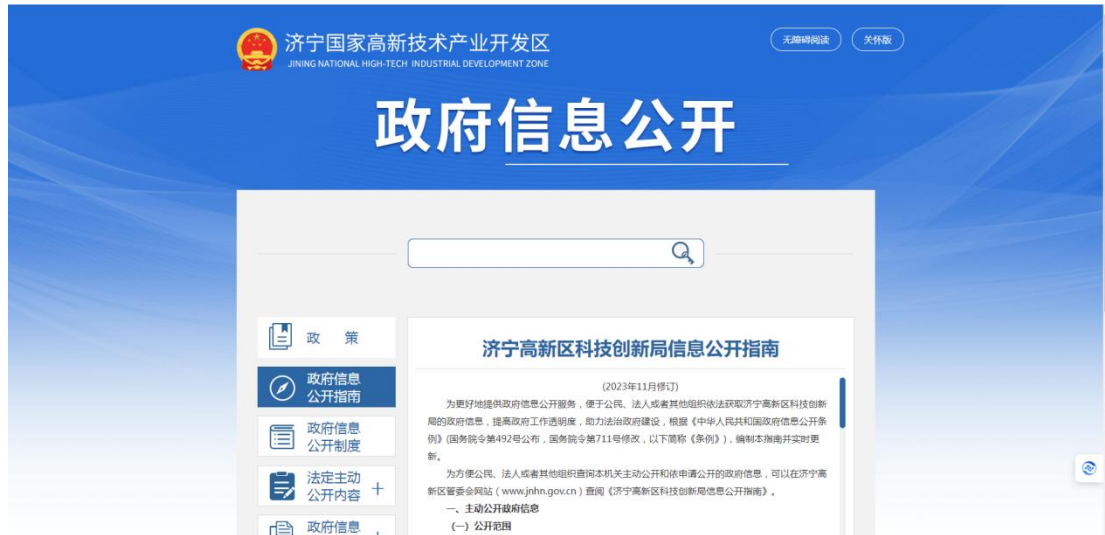 济宁国家高新技术产业开发区
JINING NATIONAL HIGH-TECH INDUSTRIAL DEVELOPMENT ZONE
无障碍阅读
关怀版
政府信息公开
政 策
政府信息
公开指南
政府信息
公开制度
法定主动
公开内容 +
政府信息
济宁高新区科技创新局信息公开指南
(2023年11月修订)
为更好地提供政府信息公开服务，便于公民、法人或者其他组织依法获取济宁高新区科技创新
局的政府信息，提高政府工作透明度，助力法治政府建设，根据《中华人民共和国政府信息公开条
例》(国务院令第492号公布，国务院令第711号修改，以下简称《条例》)，编制本指南并实时更
新。
为方便公民、法人或者其他组织查询本机关主动公开和依申请公开的政府信息，可以在济宁高
新区管委会网站（www.jnhn.gov.cn）查阅《济宁高新区科技创新局信息公开指南》。
一、主动公开政府信息
（一）公开范围